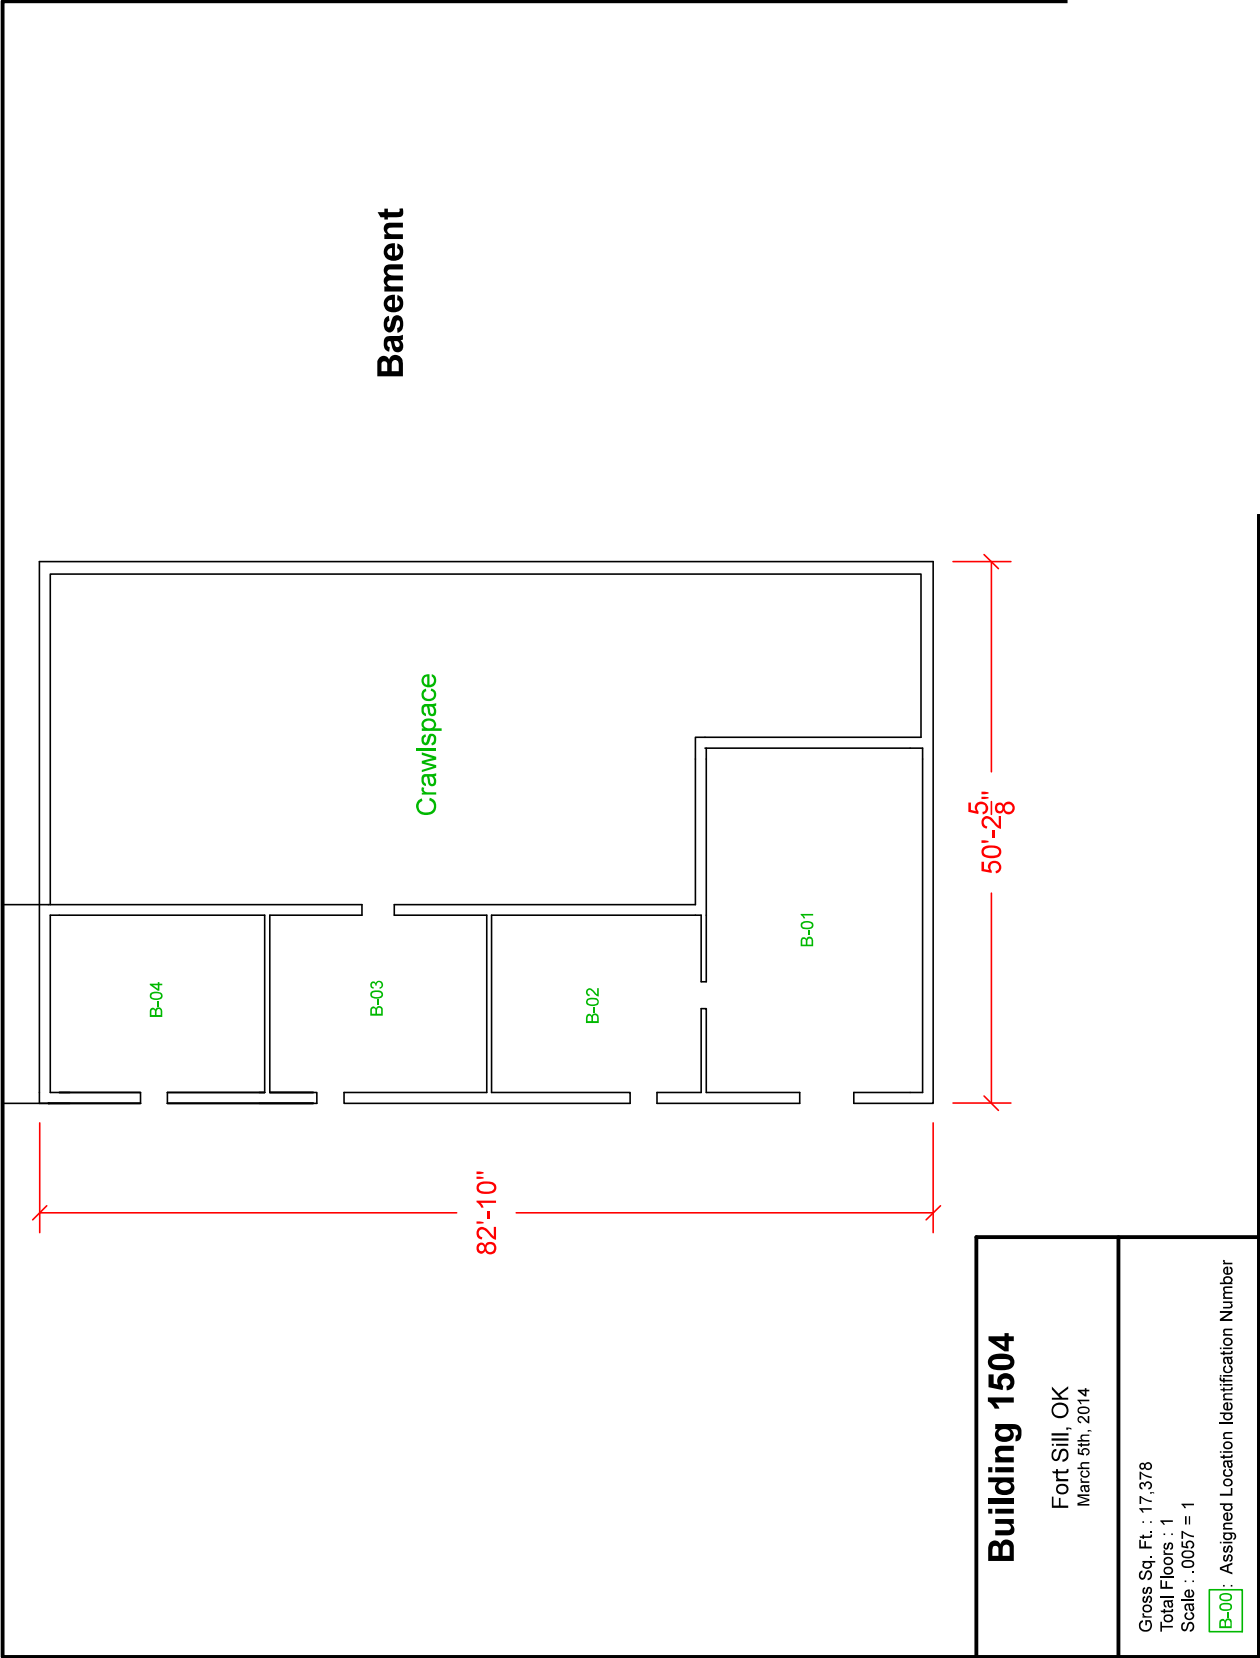 Basement
Crawlspace
B-04
B-03
B-02
B-01
82'-10"
50'-2 5/8"
Building 1504
Fort Sill, OK
March 5th, 2014
Gross Sq. Ft. : 17,378
Total Floors : 1
Scale : .0057 = 1
B-00 : Assigned Location Identification Number